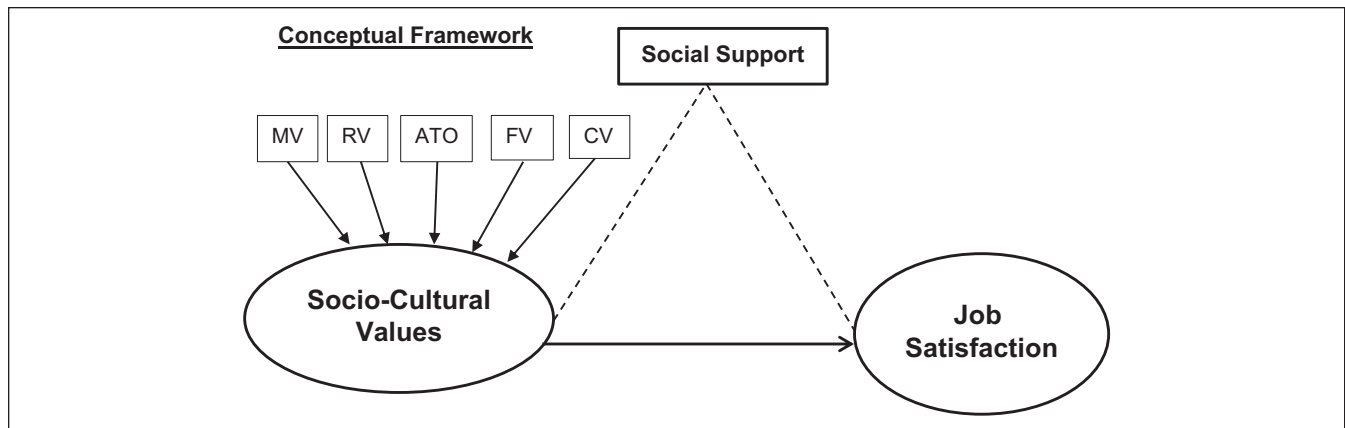 Conceptual Framework
Social Support
MV
RV
ATO
FV
CV
Socio-Cultural
Values
Job
Satisfaction